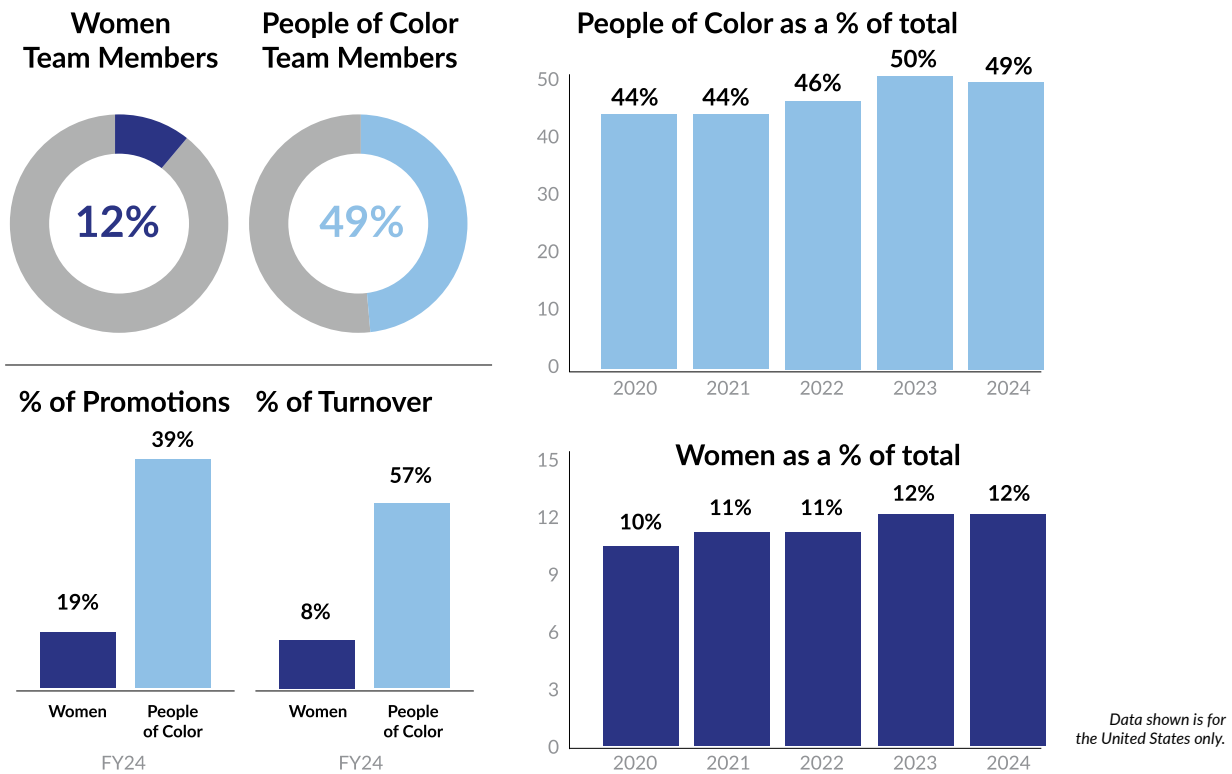 Women
Team Members
12%
People of Color
Team Members
49%
% of Promotions
39%
19%
Women
People
of Color
FY24
% of Turnover
57%
8%
Women
People
of Color
FY24
People of Color as a % of total
50
40
30
20
10
0
44%
44%
46%
50%
49%
2020
2021
2022
2023
2024
Women as a % of total
15
12
9
6
3
0
10%
11%
11%
12%
12%
2020
2021
2022
2023
2024
Data shown is for
the United States only.